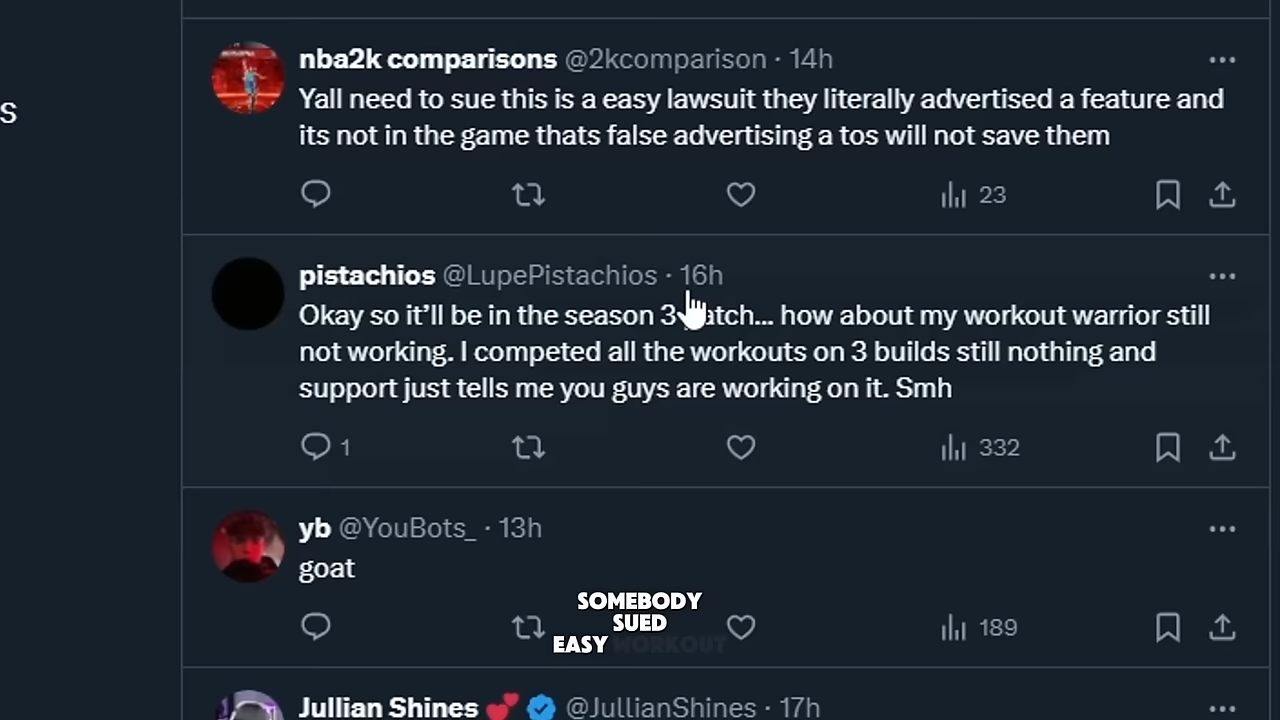 nba2k comparisons @2kcomparison · 14h
s
Yall need to sue this is a easy lawsuit they literally advertised a feature and
its not in the game thats false advertising a tos will not save them
23
pistachios @LupePistachios · 16h
Okay so it’ll be in the season 3 patch... how about my workout warrior still
not working. I competed all the workouts on 3 builds still nothing and
support just tells me you guys are working on it. Smh
1 332
yb @YouBots_ · 13h
goat
SOMEBODY
SUED
189
EASY WORKOUT
Jullian Shines 💕 @JullianShines · 17h